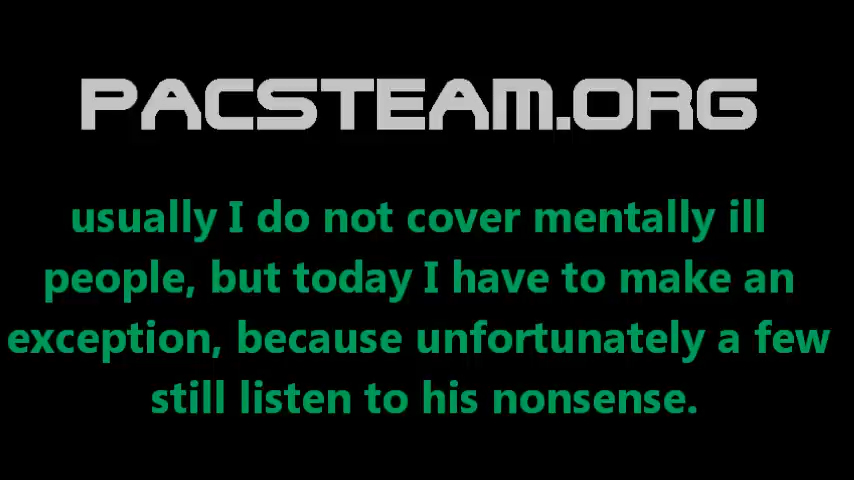 PACSTEAM.ORG
usually I do not cover mentally ill
people, but today I have to make an
exception, because unfortunately a few
still listen to his nonsense.